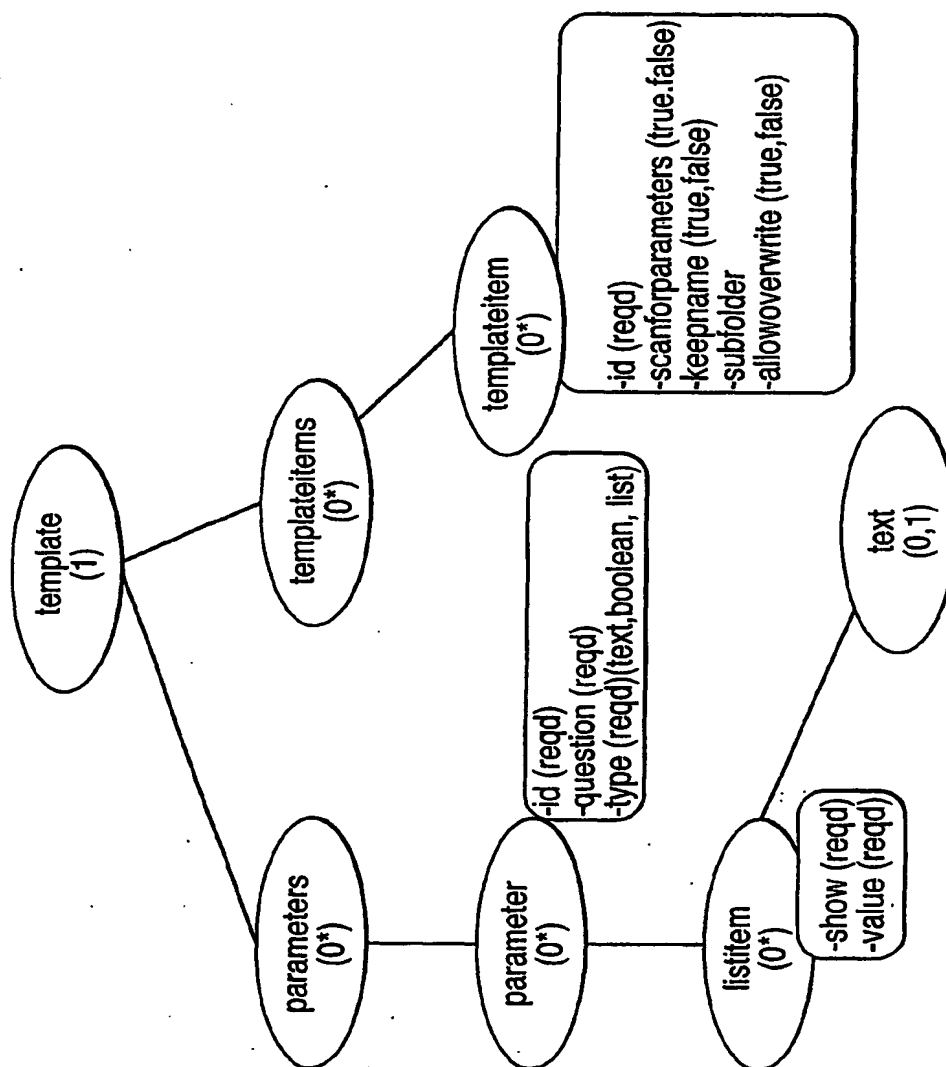 template
(1)
parameters
(0*)
templateitems
(0*)
parameter
(0*)
-id (reqd)
-question (reqd)
-type (reqd)(text,boolean, list)
templateitem
(0*)
-id (reqd)
-scanforparameters (true.false)
-keepname (true,false)
-subfolder
-allowoverwrite (true,false)
listitem
(0*)
-show (reqd)
-value (reqd)
text
(0,1)